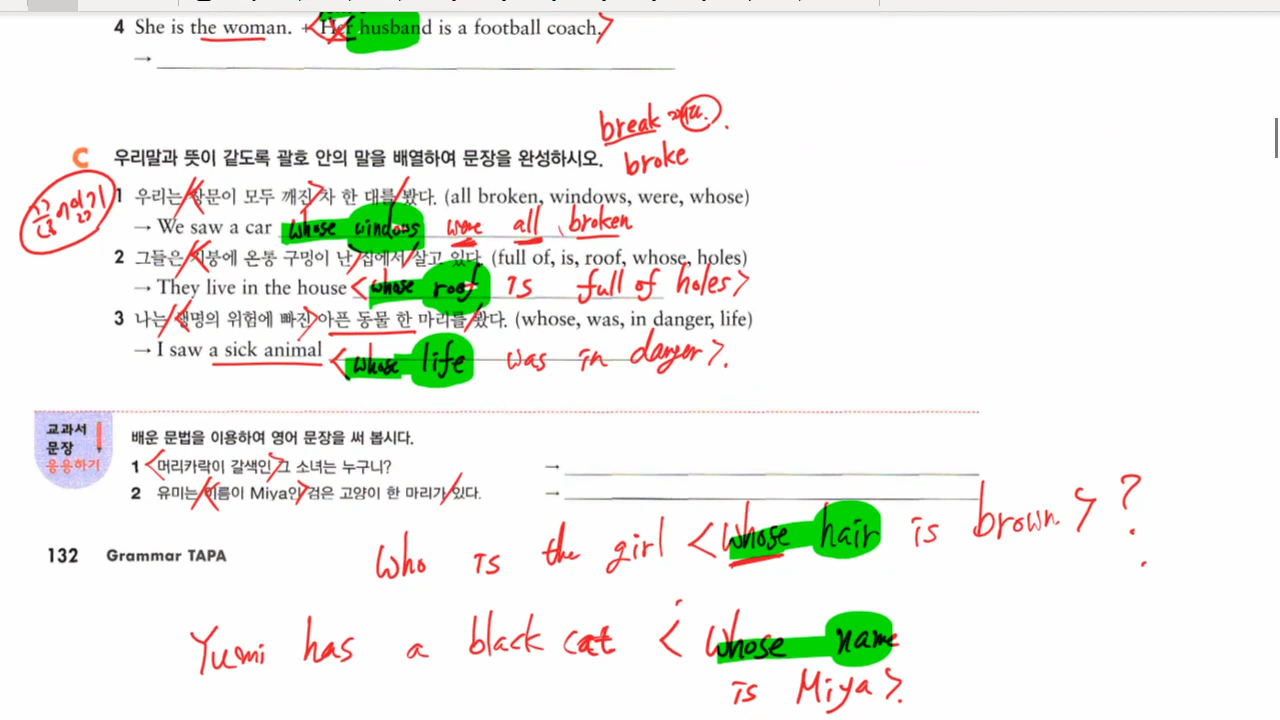 4 She is the woman. + <Her husband is a football coach.>
→
break 깨다.
broke
C 우리말과 뜻이 같도록 괄호 안의 말을 배열하여 문장을 완성하시오.
끊어읽기
1 우리는 창문이 모두 깨진 차 한 대를 봤다. (all broken, windows, were, whose)
→ We saw a car whose windows were all broken
2 그들은 지붕에 온통 구멍이 난 집에서 살고 있다. (full of, is, roof, whose, holes)
→ They live in the house <whose roof is full of holes>
3 나는 생명의 위험에 빠진 아픈 동물 한 마리를 봤다. (whose, was, in danger, life)
→ I saw a sick animal <whose life was in danger>.
교과서
문장
응용하기
배운 문법을 이용하여 영어 문장을 써 봅시다.
1 <머리카락이 갈색인> 그 소녀는 누구니? →
2 유미는 이름이 Miya인> 검은 고양이 한 마리가 있다. →
132 Grammar TAPA
Who is the girl <whose hair is brown>?
Yumi has a black cat <whose name
is Miya>.